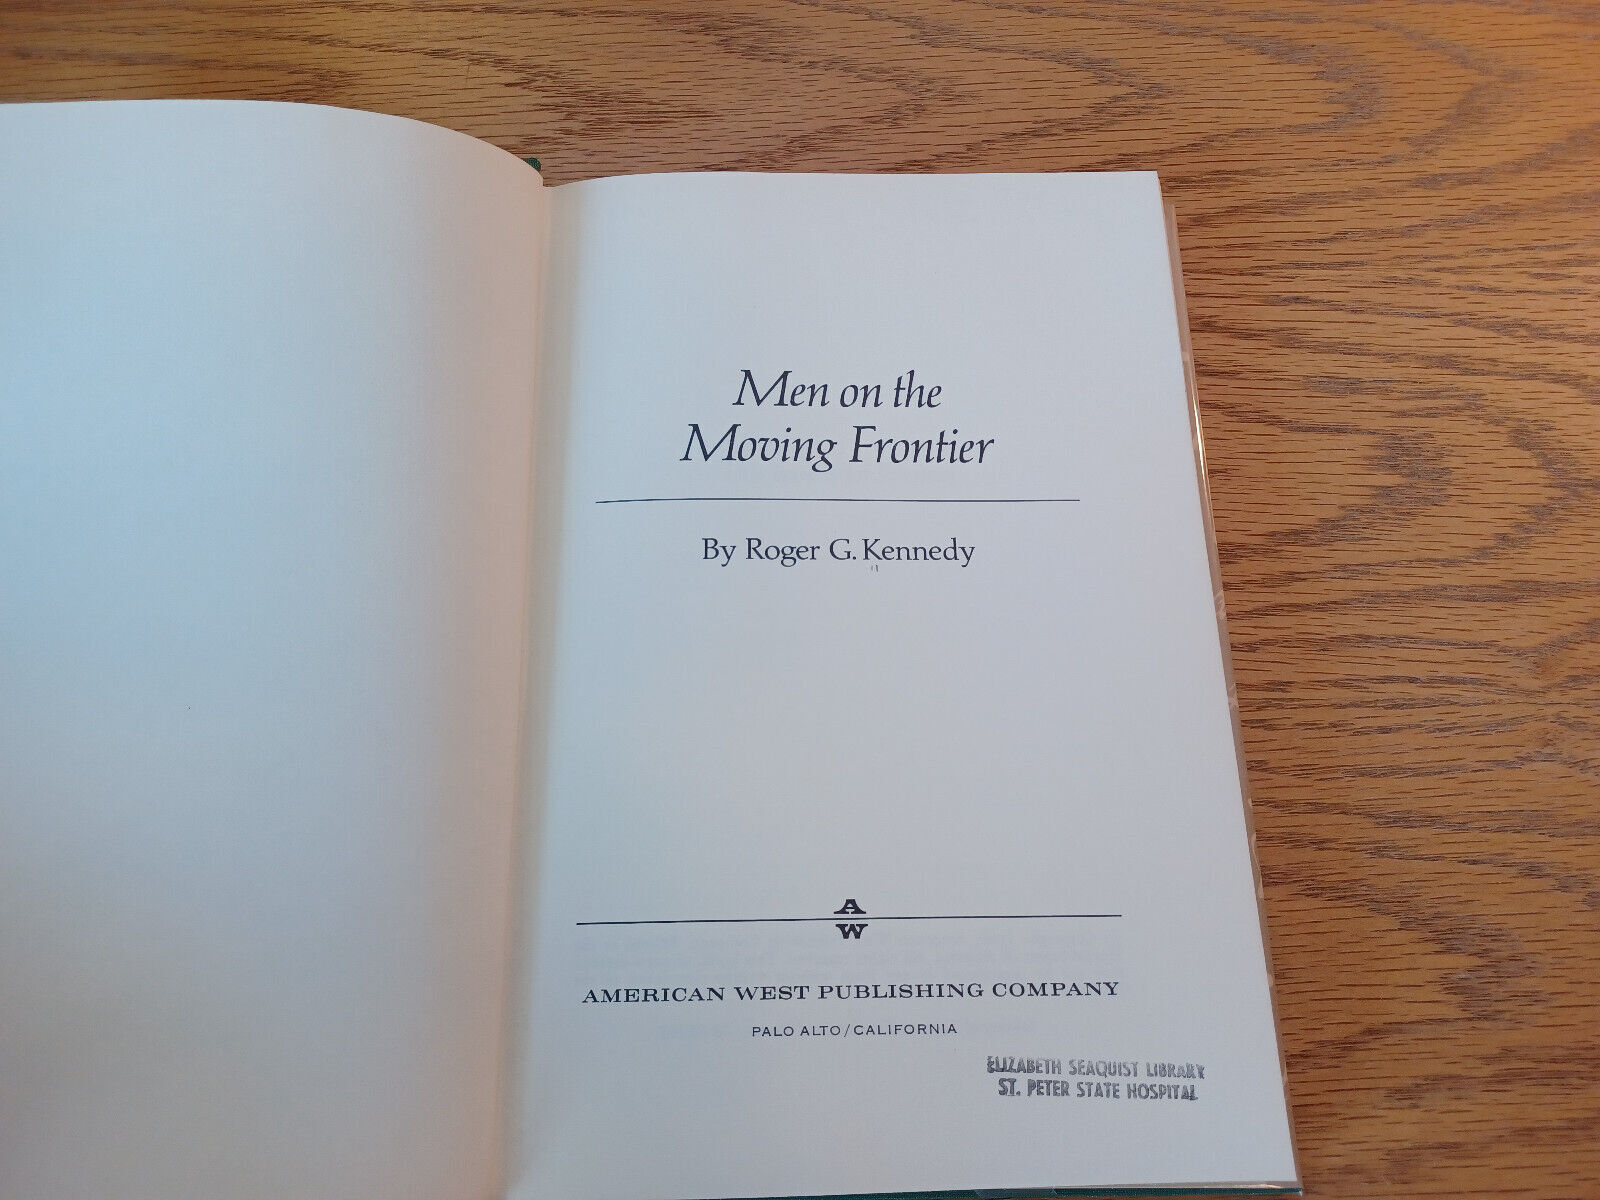 Men on the
Moving Frontier
By Roger G. Kennedy
A
W
AMERICAN WEST PUBLISHING COMPANY
PALO ALTO/CALIFORNIA
ELIZABETH SEAQUIST LIBRARY
ST. PETER STATE HOSPITAL